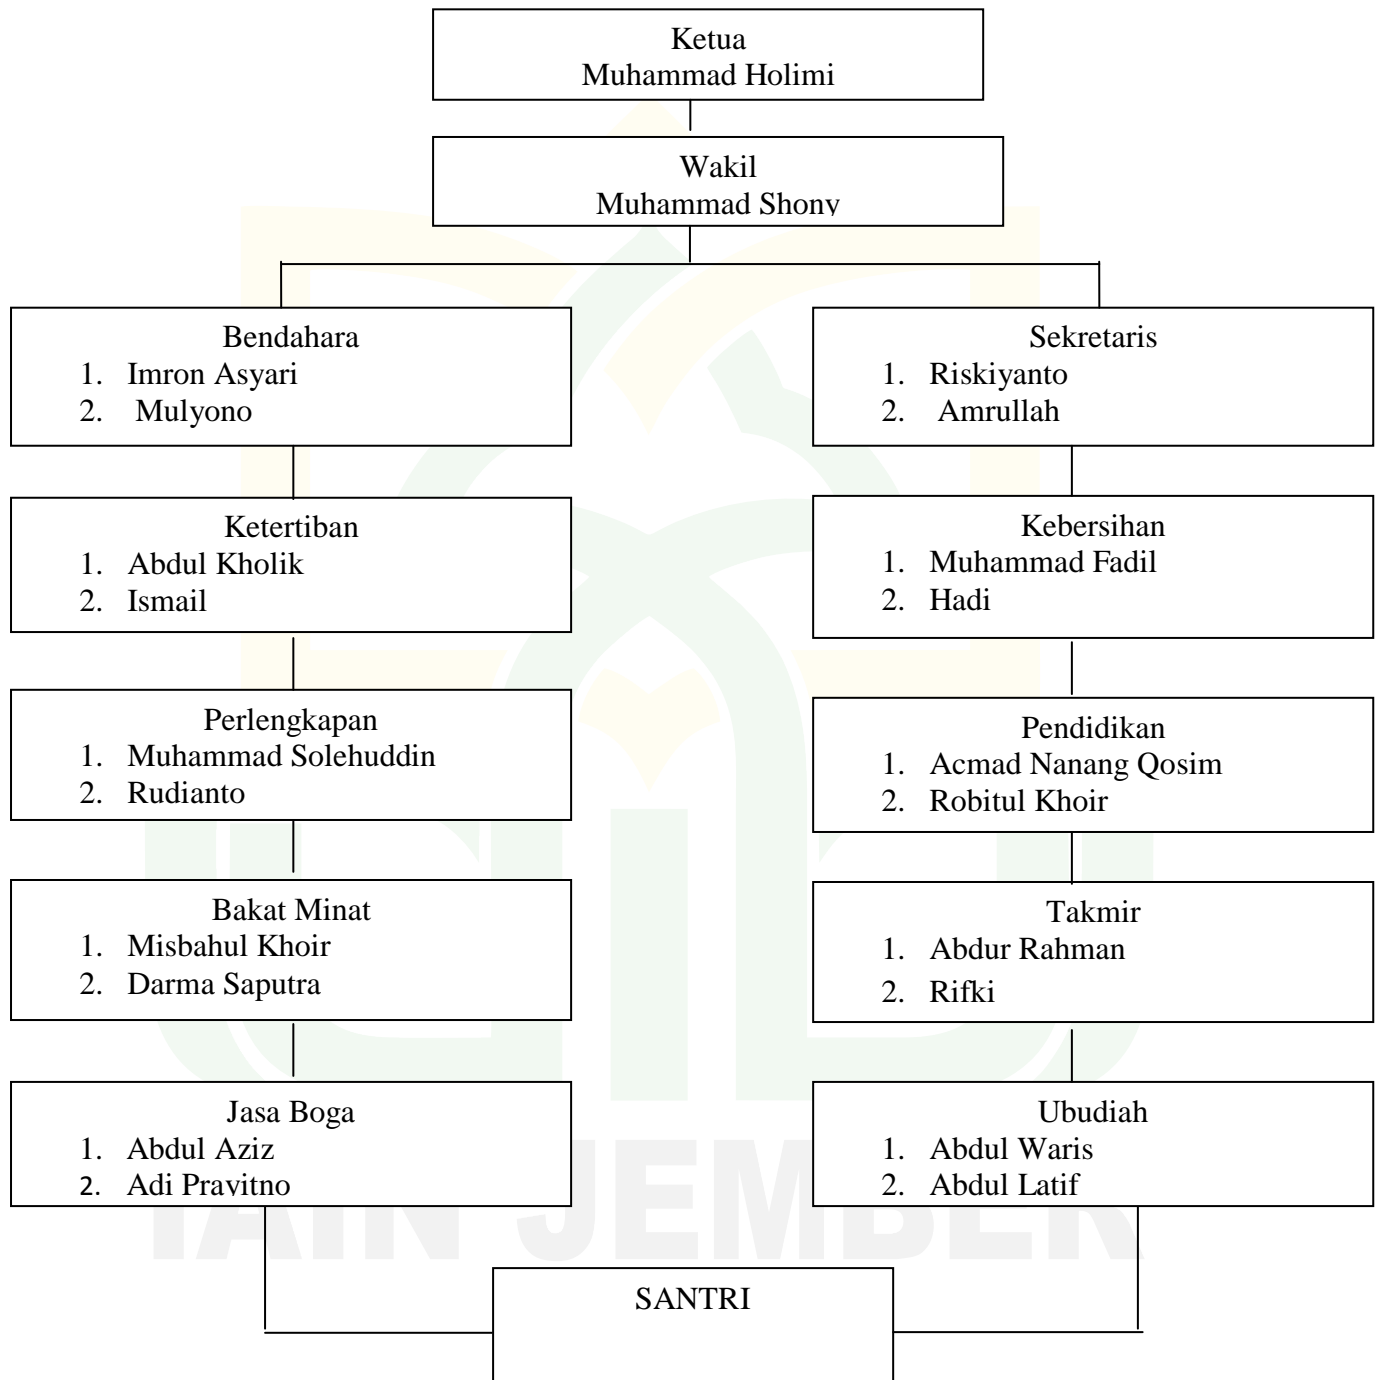 Ketua
Muhammad Holimi
Wakil
Muhammad Shony
Bendahara
1. Imron Asyari
2. Mulyono
Sekretaris
1. Riskiyanto
2. Amrullah
Ketertiban
1. Abdul Kholik
2. Ismail
Kebersihan
1. Muhammad Fadil
2. Hadi
Perlengkapan
1. Muhammad Solehuddin
2. Rudianto
Pendidikan
1. Acmad Nanang Qosim
2. Robitul Khoir
Bakat Minat
1. Misbahul Khoir
2. Darma Saputra
Takmir
1. Abdur Rahman
2. Rifki
Jasa Boga
1. Abdul Aziz
2. Adi Prayitno
Ubudiah
1. Abdul Waris
2. Abdul Latif
IAIN JEMBER
SANTRI